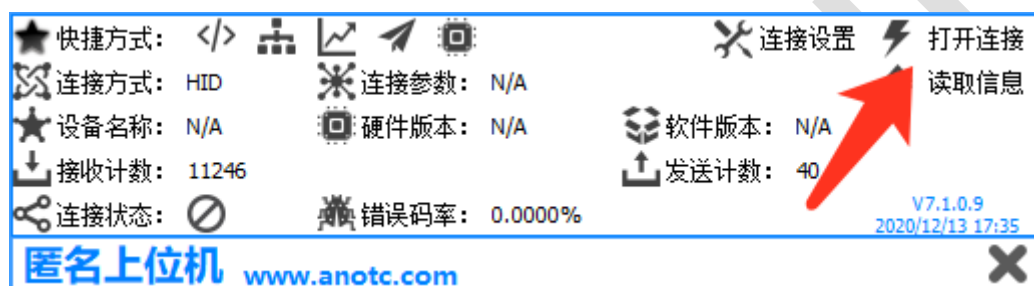 快捷方式： </> 连接设置 打开连接
连接方式： HID 连接参数： N/A 读取信息
设备名称： N/A 硬件版本： N/A 软件版本： N/A
接收计数： 11246 发送计数： 40
连接状态： 错误码率： 0.0000%
V7.1.0.9
2020/12/13 17:35
匿名上位机 www.anotc.com